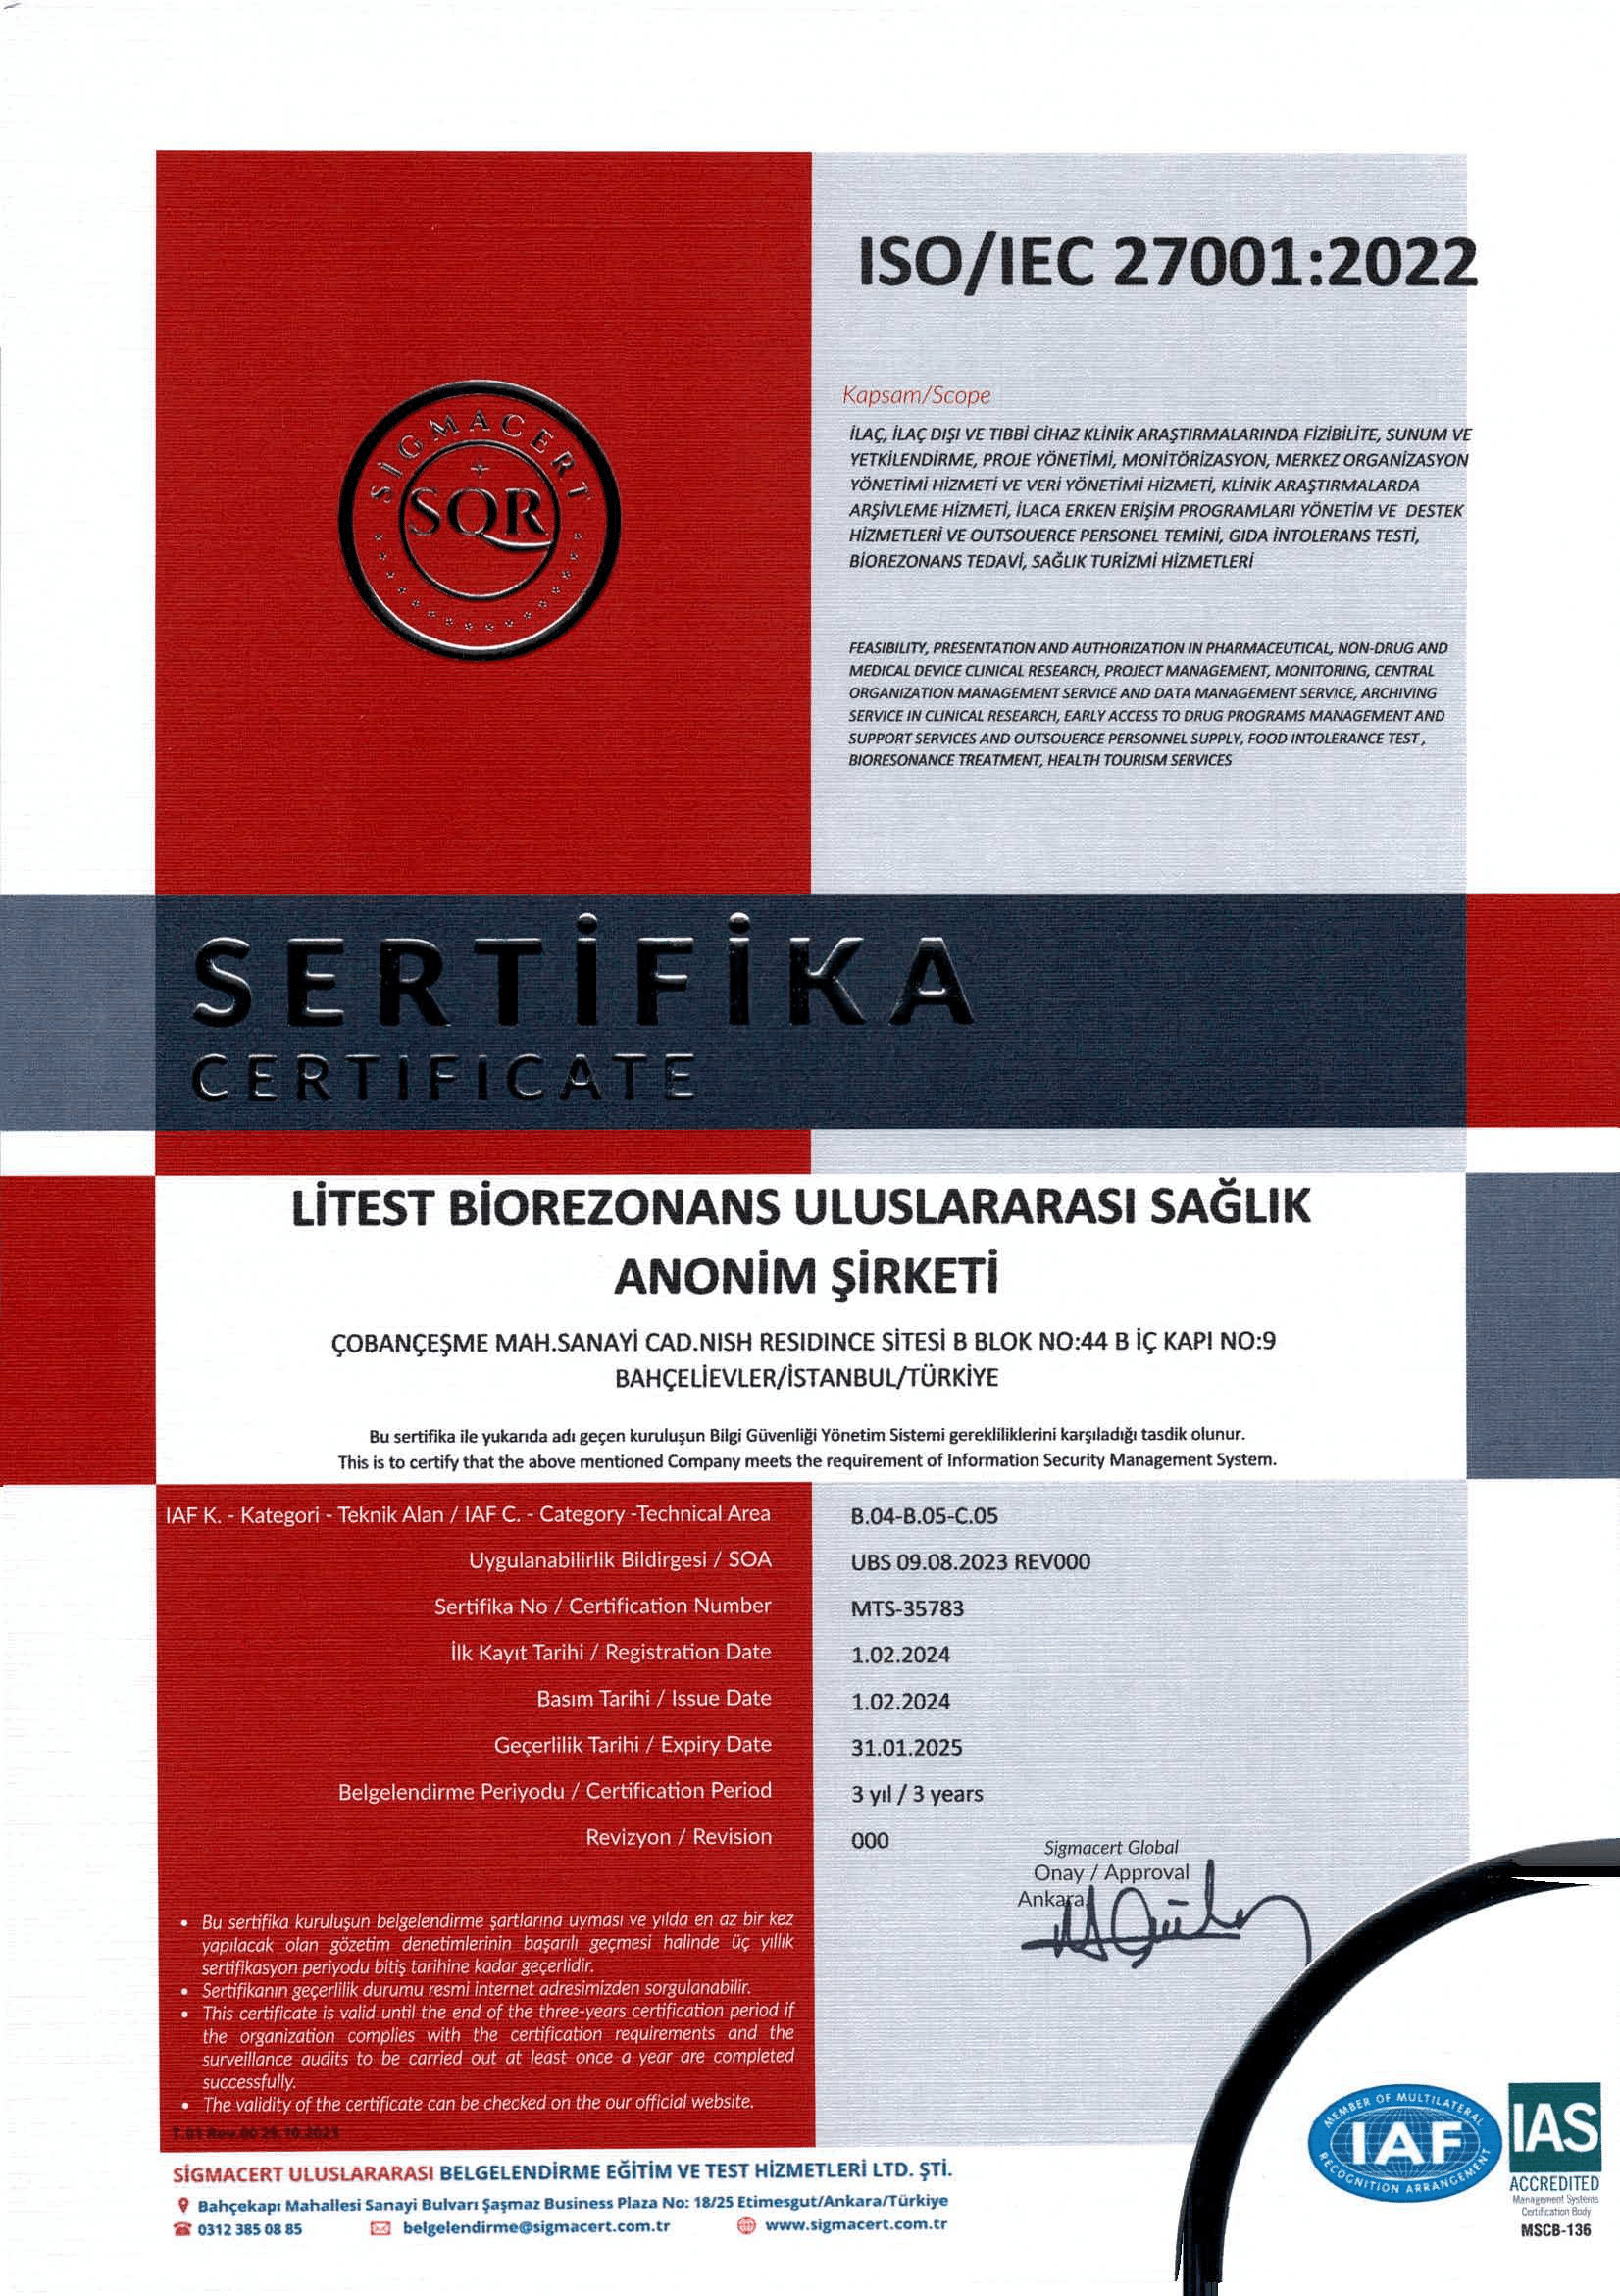 ISO/IEC 27001:2022
Kapsam/Scope
İLAÇ, İLAÇ DIŞI VE TIBBİ CİHAZ KLİNİK ARAŞTIRMALARINDA FİZİBİLİTE, SUNUM VE
YETKİLENDİRME, PROJE YÖNETİMİ, MONİTÖRİZASYON, MERKEZ ORGANİZASYON
YÖNETİMİ HİZMETİ VE VERİ YÖNETİMİ HİZMETİ, KLİNİK ARAŞTIRMALARDA
ARŞİVLEME HİZMETİ, İLACA ERKEN ERİŞİM PROGRAMLARI YÖNETİM VE DESTEK
HİZMETLERİ VE OUTSOUERCE PERSONEL TEMİNİ, GIDA İNTOLERANS TESTİ,
BİOREZONANS TEDAVİ, SAĞLIK TURİZMİ HİZMETLERİ
FEASIBILITY, PRESENTATION AND AUTHORIZATION IN PHARMACEUTICAL, NON-DRUG AND
MEDICAL DEVICE CLINICAL RESEARCH, PROJECT MANAGEMENT, MONITORING, CENTRAL
ORGANIZATION MANAGEMENT SERVICE AND DATA MANAGEMENT SERVICE, ARCHIVING
SERVICE IN CLINICAL RESEARCH, EARLY ACCESS TO DRUG PROGRAMS MANAGEMENT AND
SUPPORT SERVICES AND OUTSOUERCE PERSONNEL SUPPLY, FOOD INTOLERANCE TEST,
BIORESONANCE TREATMENT, HEALTH TOURISM SERVICES
SIGMACERT
SQR
SERTİFİKA
CERTIFICATE
LİTEST BİOREZONANS ULUSLARARASI SAĞLIK
ANONİM ŞİRKETİ
ÇOBANÇEŞME MAH.SANAYİ CAD.NISH RESIDINCE SİTESİ B BLOK NO:44 B İÇ KAPI NO:9
BAHÇELİEVLER/İSTANBUL/TÜRKİYE
Bu sertifika ile yukarıda adı geçen kuruluşun Bilgi Güvenliği Yönetim Sistemi gerekliliklerini karşıladığı tasdik olunur.
This is to certify that the above mentioned Company meets the requirement of Information Security Management System.
IAF K. - Kategori - Teknik Alan / IAF C. - Category -Technical Area B.04-B.05-C.05
Uygulanabilirlik Bildirgesi / SOA UBS 09.08.2023 REV000
Sertifika No / Certification Number MTS-35783
İlk Kayıt Tarihi / Registration Date 1.02.2024
Basım Tarihi / Issue Date 1.02.2024
Geçerlilik Tarihi / Expiry Date 31.01.2025
Belgelendirme Periyodu / Certification Period 3 yıl / 3 years
Revizyon / Revision 000
Sigmacert Global
Onay / Approval
Ankara
• Bu sertifika kuruluşun belgelendirme şartlarına uyması ve yılda en az bir kez
yapılacak olan gözetim denetimlerinin başarılı geçmesi halinde üç yıllık
sertifikasyon periyodu bitiş tarihine kadar geçerlidir.
• Sertifikanın geçerlilik durumu resmi internet adresimizden sorgulanabilir.
• This certificate is valid until the end of the three-years certification period if
the organization complies with the certification requirements and the
surveillance audits to be carried out at least once a year are completed
successfully.
• The validity of the certificate can be checked on the our official website.
T.01 Rev.00 25.10.2023
SİGMACERT ULUSLARARASI BELGELENDİRME EĞİTİM VE TEST HİZMETLERİ LTD. ŞTİ.
Bahçekapı Mahallesi Sanayi Bulvarı Şaşmaz Business Plaza No: 18/25 Etimesgut/Ankara/Türkiye
0312 385 08 85 belgelendirme@sigmacert.com.tr www.sigmacert.com.tr
MEMBER OF MULTILATERAL
IAF
RECOGNITION ARRANGEMENT
IAS
ACCREDITED
Management Systems
Certification Body
MSCB-136